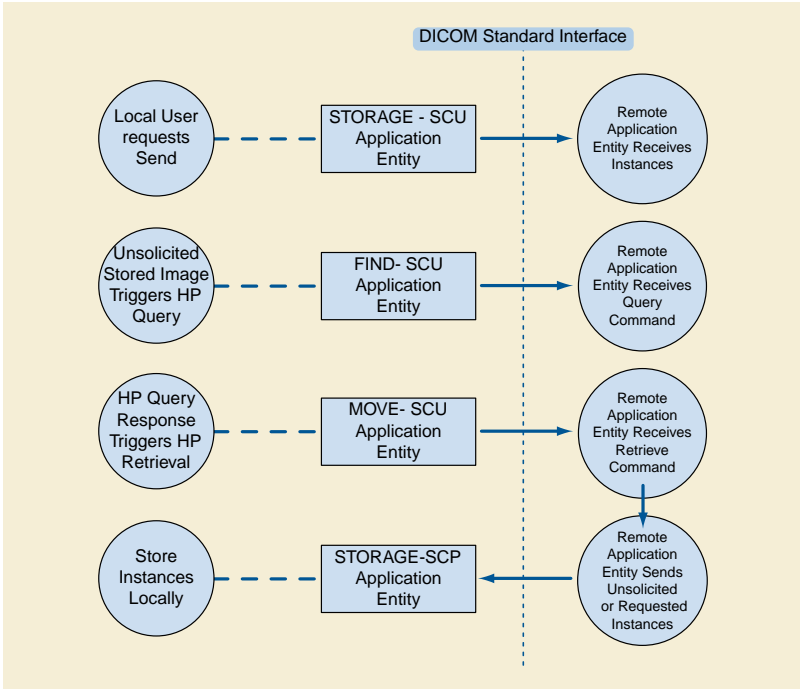 DICOM Standard Interface
Local User
requests
Send
STORAGE - SCU
Application
Entity
Remote
Application
Entity Receives
Instances
Unsolicited
Stored Image
Triggers HP
Query
FIND- SCU
Application
Entity
Remote
Application
Entity Receives
Query
Command
HP Query
Response
Triggers HP
Retrieval
MOVE- SCU
Application
Entity
Remote
Application
Entity Receives
Retrieve
Command
Store
Instances
Locally
STORAGE-SCP
Application
Entity
Remote
Application
Entity Sends
Unsolicited
or Requested
Instances